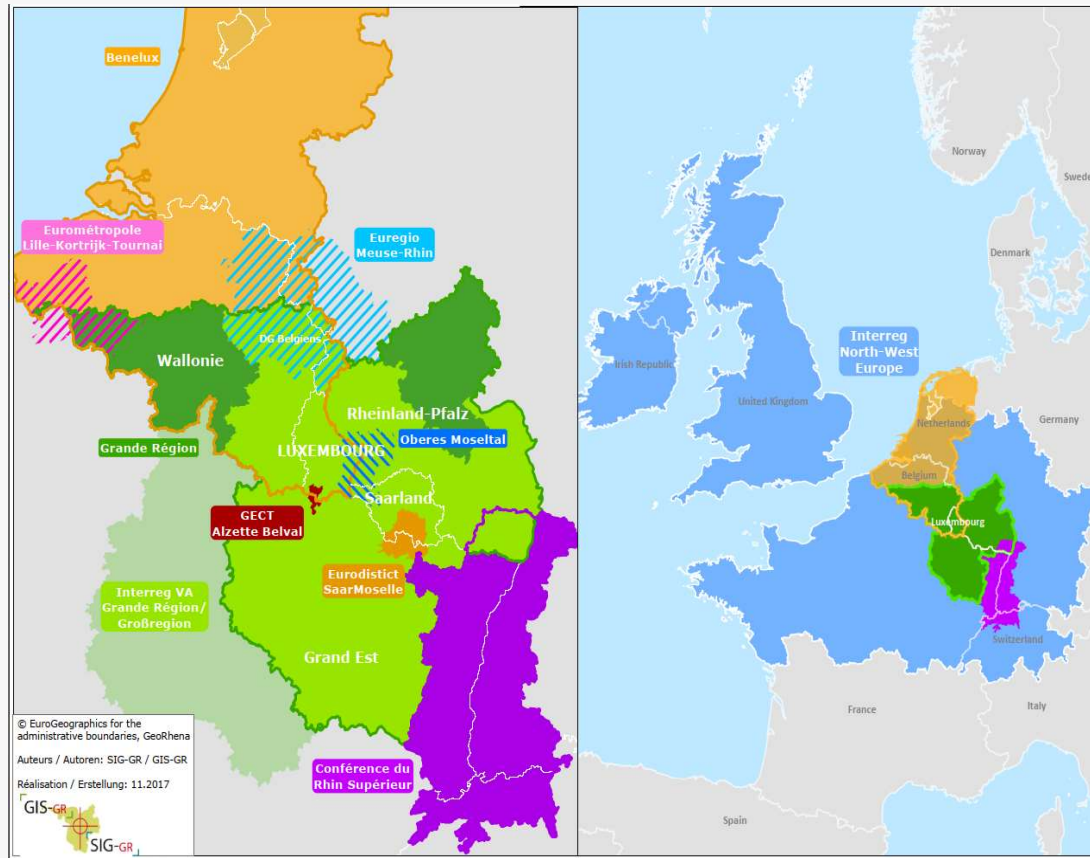 Benelux
Eurométropole
Lille-Kortrijk-Tournai
Euregio
Meuse-Rhin
DG Belgiens
Wallonie
Rheinland-Pfalz
Oberes Moseltal
Grande Région
LUXEMBOURG
Saarland
GECT
Alzette Belval
Eurodistict
SaarMoselle
Interreg VA
Grande Région/
Großregion
Grand Est
Conférence du
Rhin Supérieur
© EuroGeographics for the
administrative boundaries, GeoRhena
Auteurs / Autoren: SIG-GR / GIS-GR
Réalisation / Erstellung: 11.2017
GIS-GR
SIG-GR
Norway
Swede
Denmark
Interreg
North-West
Europe
Irish Republic
United Kingdom
Netherlands
Germany
Belgium
Luxembourg
Switzerland
France
Italy
Spain